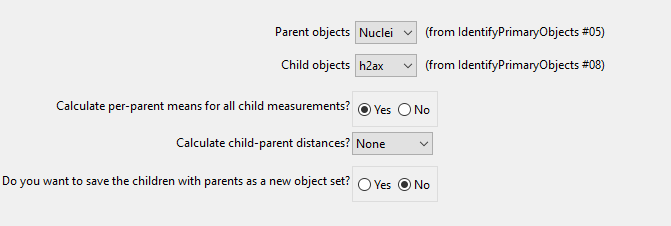 Parent objects Nuclei (from IdentifyPrimaryObjects #05)
Child objects h2ax (from IdentifyPrimaryObjects #08)
Calculate per-parent means for all child measurements? Yes No
Calculate child-parent distances? None
Do you want to save the children with parents as a new object set? Yes No